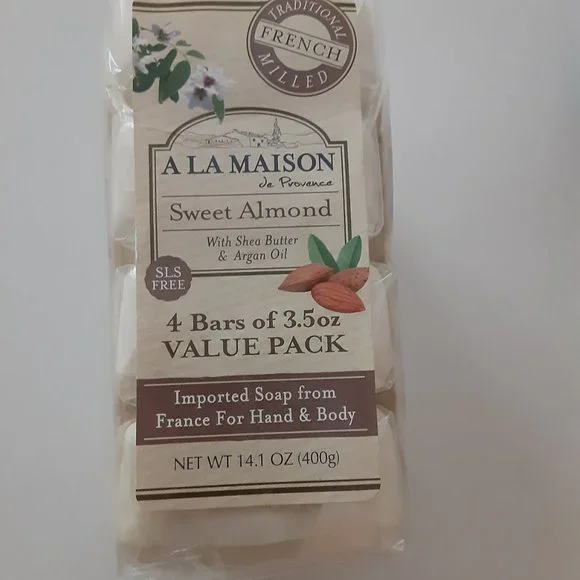 TRADITIONAL
FRENCH
MILLED
A LA MAISON
de Provence
Sweet Almond
With Shea Butter
& Argan Oil
SLS
FREE
4 Bars of 3.5oz
VALUE PACK
Imported Soap from
France For Hand & Body
NET WT 14.1 OZ (400g)